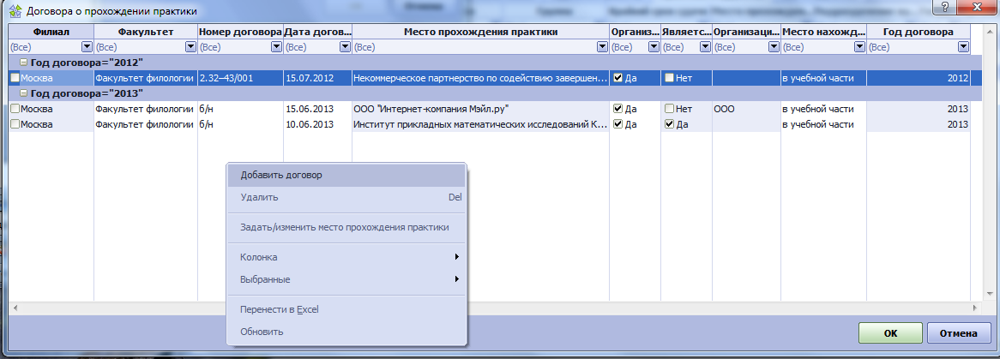 Договора о прохождении практики
Филиал Факультет Номер договора Дата догов... Место прохождения практики Организ... Являетс... Организаци... Место нахожд... Год договора
(Все) (Все) (Все) (Все) (Все) (Все) (Все) (Все) (Все) (Все)
Год договора="2012"
Москва Факультет филологии 2.32-43/001 15.07.2012 Некоммерческое партнерство по содействию завершен... Да Нет в учебной части 2012
Год договора="2013"
Москва Факультет филологии б/н 15.06.2013 ООО "Интернет-компания Мэйл.ру" Да Нет ООО в учебной части 2013
Москва Факультет филологии б/н 10.06.2013 Институт прикладных математических исследований К... Да Да в учебной части 2013
Добавить договор
Удалить Del
Задать/изменить место прохождения практики
Колонка
Выбранные
Перенести в Excel
Обновить
ОК Отмена